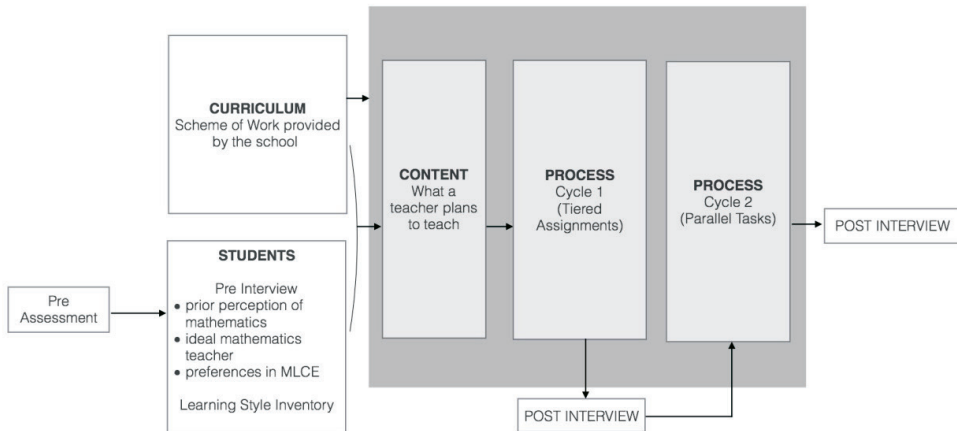 CURRICULUM
Scheme of Work provided
by the school
STUDENTS
Pre Interview
• prior perception of
mathematics
• ideal mathematics
teacher
• preferences in MLCE
Learning Style Inventory
Pre
Assessment
CONTENT
What a
teacher plans
to teach
PROCESS
Cycle 1
(Tiered
Assignments)
PROCESS
Cycle 2
(Parallel Tasks)
POST INTERVIEW
POST INTERVIEW